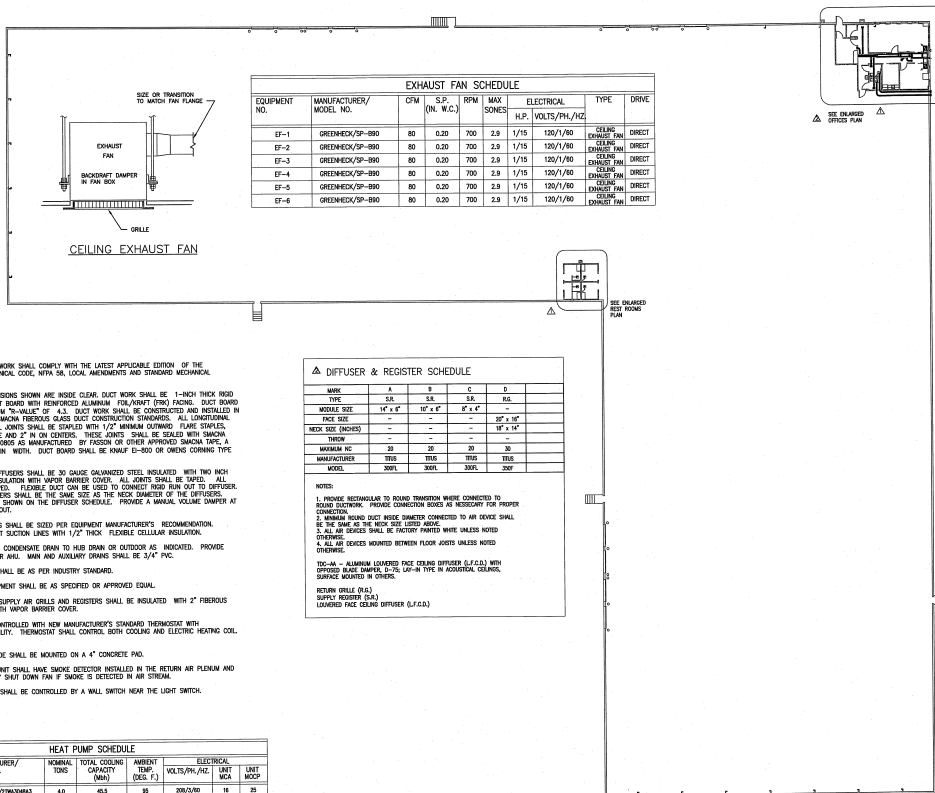 SEE ENLARGED
OFFICES PLAN
SIZE OR TRANSITION
TO MATCH FAN FLANGE
EXHAUST
FAN
BACKDRAFT DAMPER
IN FAN BOX
GRILLE
CEILING EXHAUST FAN
EXHAUST FAN SCHEDULE
EQUIPMENT NO. MANUFACTURER/ MODEL NO. CFM S.P. (IN. W.C.) RPM MAX SONES ELECTRICAL H.P. VOLTS/PH./HZ. TYPE DRIVE
EF-1 GREENHECK/SP-B90 80 0.20 700 2.9 1/15 120/1/60 CEILING EXHAUST FAN DIRECT
EF-2 GREENHECK/SP-B90 80 0.20 700 2.9 1/15 120/1/60 CEILING EXHAUST FAN DIRECT
EF-3 GREENHECK/SP-B90 80 0.20 700 2.9 1/15 120/1/60 CEILING EXHAUST FAN DIRECT
EF-4 GREENHECK/SP-B90 80 0.20 700 2.9 1/15 120/1/60 CEILING EXHAUST FAN DIRECT
EF-5 GREENHECK/SP-B90 80 0.20 700 2.9 1/15 120/1/60 CEILING EXHAUST FAN DIRECT
EF-6 GREENHECK/SP-B90 80 0.20 700 2.9 1/15 120/1/60 CEILING EXHAUST FAN DIRECT
SEE ENLARGED
REST ROOMS
PLAN
WORK SHALL COMPLY WITH THE LATEST APPLICABLE EDITION OF THE
NICAL CODE, NFPA 58, LOCAL AMENDMENTS AND STANDARD MECHANICAL
SIONS SHOWN ARE INSIDE CLEAR. DUCT WORK SHALL BE 1-INCH THICK RIGID
T BOARD WITH REINFORCED ALUMINUM FOIL/KRAFT (FRK) FACING. DUCT BOARD
M "R-VALUE" OF 4.3. DUCT WORK SHALL BE CONSTRUCTED AND INSTALLED IN
SMACNA FIBEROUS GLASS DUCT CONSTRUCTION STANDARDS. ALL LONGITUDINAL
L JOINTS SHALL BE STAPLED WITH 1/2" MINIMUM OUTWARD FLARE STAPLES,
E AND 2" IN ON CENTERS. THESE JOINTS SHALL BE SEALED WITH SMACNA
0805 AS MANUFACTURED BY FASSON OR OTHER APPROVED SMACNA TAPE, A
IN WIDTH. DUCT BOARD SHALL BE KNAUF EI-800 OR OWENS CORNING TYPE
FFUSERS SHALL BE 30 GAUGE GALVANIZED STEEL INSULATED WITH TWO INCH
SULATION WITH VAPOR BARRIER COVER. ALL JOINTS SHALL BE TAPED. ALL
PED. FLEXIBLE DUCT CAN BE USED TO CONNECT RIGID RUN OUT TO DIFFUSER.
ERS SHALL BE THE SAME SIZE AS THE NECK DIAMETER OF THE DIFFUSERS.
SHOWN ON THE DIFFUSER SCHEDULE. PROVIDE A MANUAL VOLUME DAMPER AT
OUT.
S SHALL BE SIZED PER EQUIPMENT MANUFACTURER'S RECOMMENDATION.
T SUCTION LINES WITH 1/2" THICK FLEXIBLE CELLULAR INSULATION.
CONDENSATE DRAIN TO HUB DRAIN OR OUTDOOR AS INDICATED. PROVIDE
R AHU. MAIN AND AUXILIARY DRAINS SHALL BE 3/4" PVC.
HALL BE AS PER INDUSTRY STANDARD.
PMENT SHALL BE AS SPECIFIED OR APPROVED EQUAL.
SUPPLY AIR GRILLS AND REGISTERS SHALL BE INSULATED WITH 2" FIBEROUS
TH VAPOR BARRIER COVER.
ONTROLLED WITH NEW MANUFACTURER'S STANDARD THERMOSTAT WITH
LITY. THERMOSTAT SHALL CONTROL BOTH COOLING AND ELECTRIC HEATING COIL.
DE SHALL BE MOUNTED ON A 4" CONCRETE PAD.
UNIT SHALL HAVE SMOKE DETECTOR INSTALLED IN THE RETURN AIR PLENUM AND
Y SHUT DOWN FAN IF SMOKE IS DETECTED IN AIR STREAM.
SHALL BE CONTROLLED BY A WALL SWITCH NEAR THE LIGHT SWITCH.
DIFFUSER & REGISTER SCHEDULE
MARK A B C D
TYPE S.R. S.R. S.R. R.G.
MODULE SIZE 14" x 6" 10" x 6" 8" x 4" -
FACE SIZE - - - 20" x 16"
NECK SIZE (INCHES) - - - 18" x 14"
THROW - - - -
MAXIMUM NC 20 20 20 30
MANUFACTURER TITUS TITUS TITUS TITUS
MODEL 300FL 300FL 300FL 350F
NOTES:
1. PROVIDE RECTANGULAR TO ROUND TRANSITION WHERE CONNECTED TO
ROUND DUCTWORK. PROVIDE CONNECTION BOXES AS NESSECARY FOR PROPER
CONNECTION.
2. MINIMUM ROUND DUCT INSIDE DIAMETER CONNECTED TO AIR DEVICE SHALL
BE THE SAME AS THE NECK SIZE LISTED ABOVE.
3. ALL AIR DEVICES SHALL BE FACTORY PAINTED WHITE UNLESS NOTED
OTHERWISE.
4. ALL AIR DEVICES MOUNTED BETWEEN FLOOR JOISTS UNLESS NOTED
OTHERWISE.
TDC-AA - ALUMINUM LOUVERED FACE CEILING DIFFUSER (L.F.C.D.) WITH
OPPOSED BLADE DAMPER, D-75; LAY-IN TYPE IN ACOUSTICAL CEILINGS,
SURFACE MOUNTED IN OTHERS.
RETURN GRILLE (R.G.)
SUPPLY REGISTER (S.R.)
LOUVERED FACE CEILING DIFFUSER (L.F.C.D.)
HEAT PUMP SCHEDULE
URER/ NOMINAL TONS TOTAL COOLING CAPACITY (Mbh) AMBIENT TEMP. (DEG. F.) ELECTRICAL VOLTS/PH./HZ. UNIT MCA UNIT MOCP
4.0 45.5 95 208/3/60 16 25